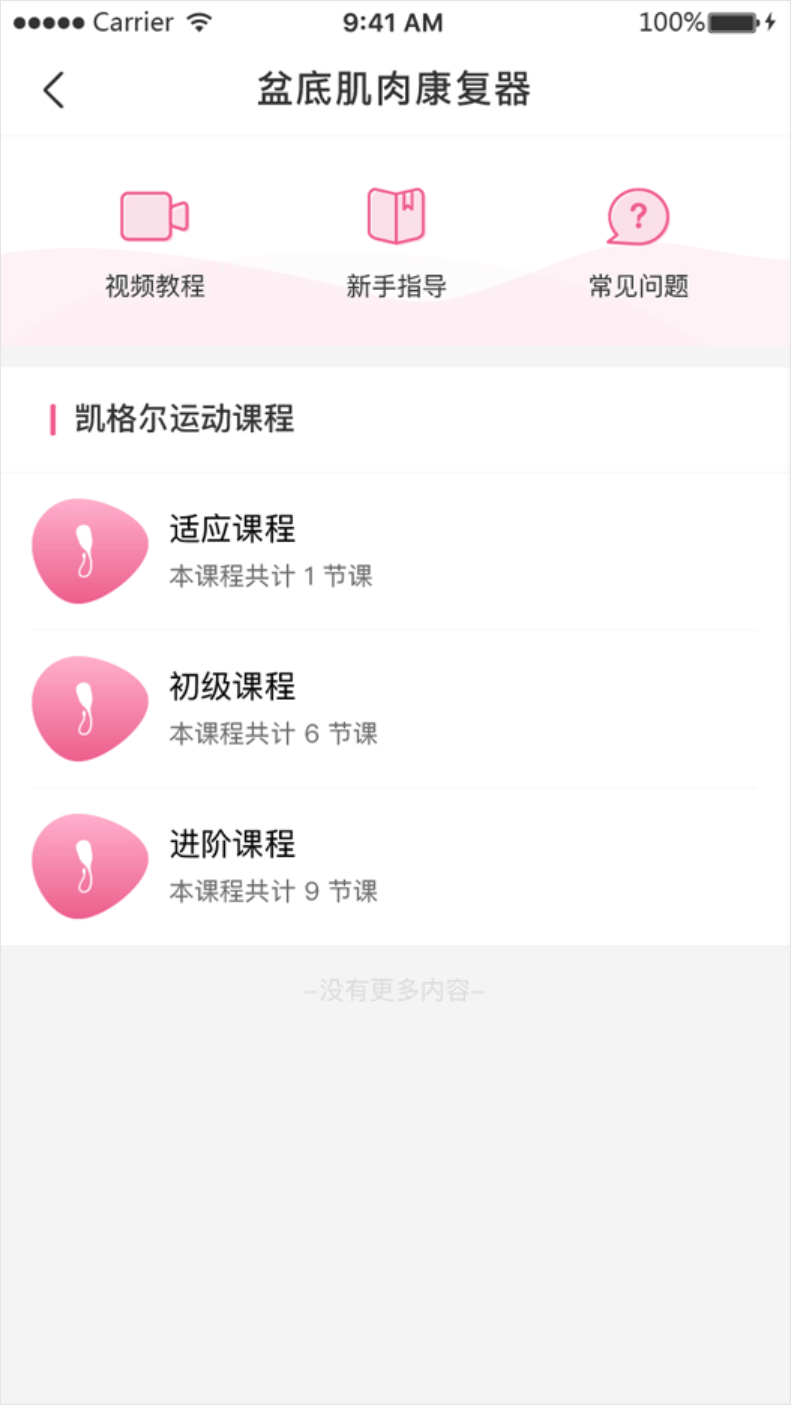 ●●●●● Carrier 9:41 AM 100%
盆底肌肉康复器
视频教程 新手指导 常见问题
凯格尔运动课程
适应课程
本课程共计 1 节课
初级课程
本课程共计 6 节课
进阶课程
本课程共计 9 节课
–没有更多内容–